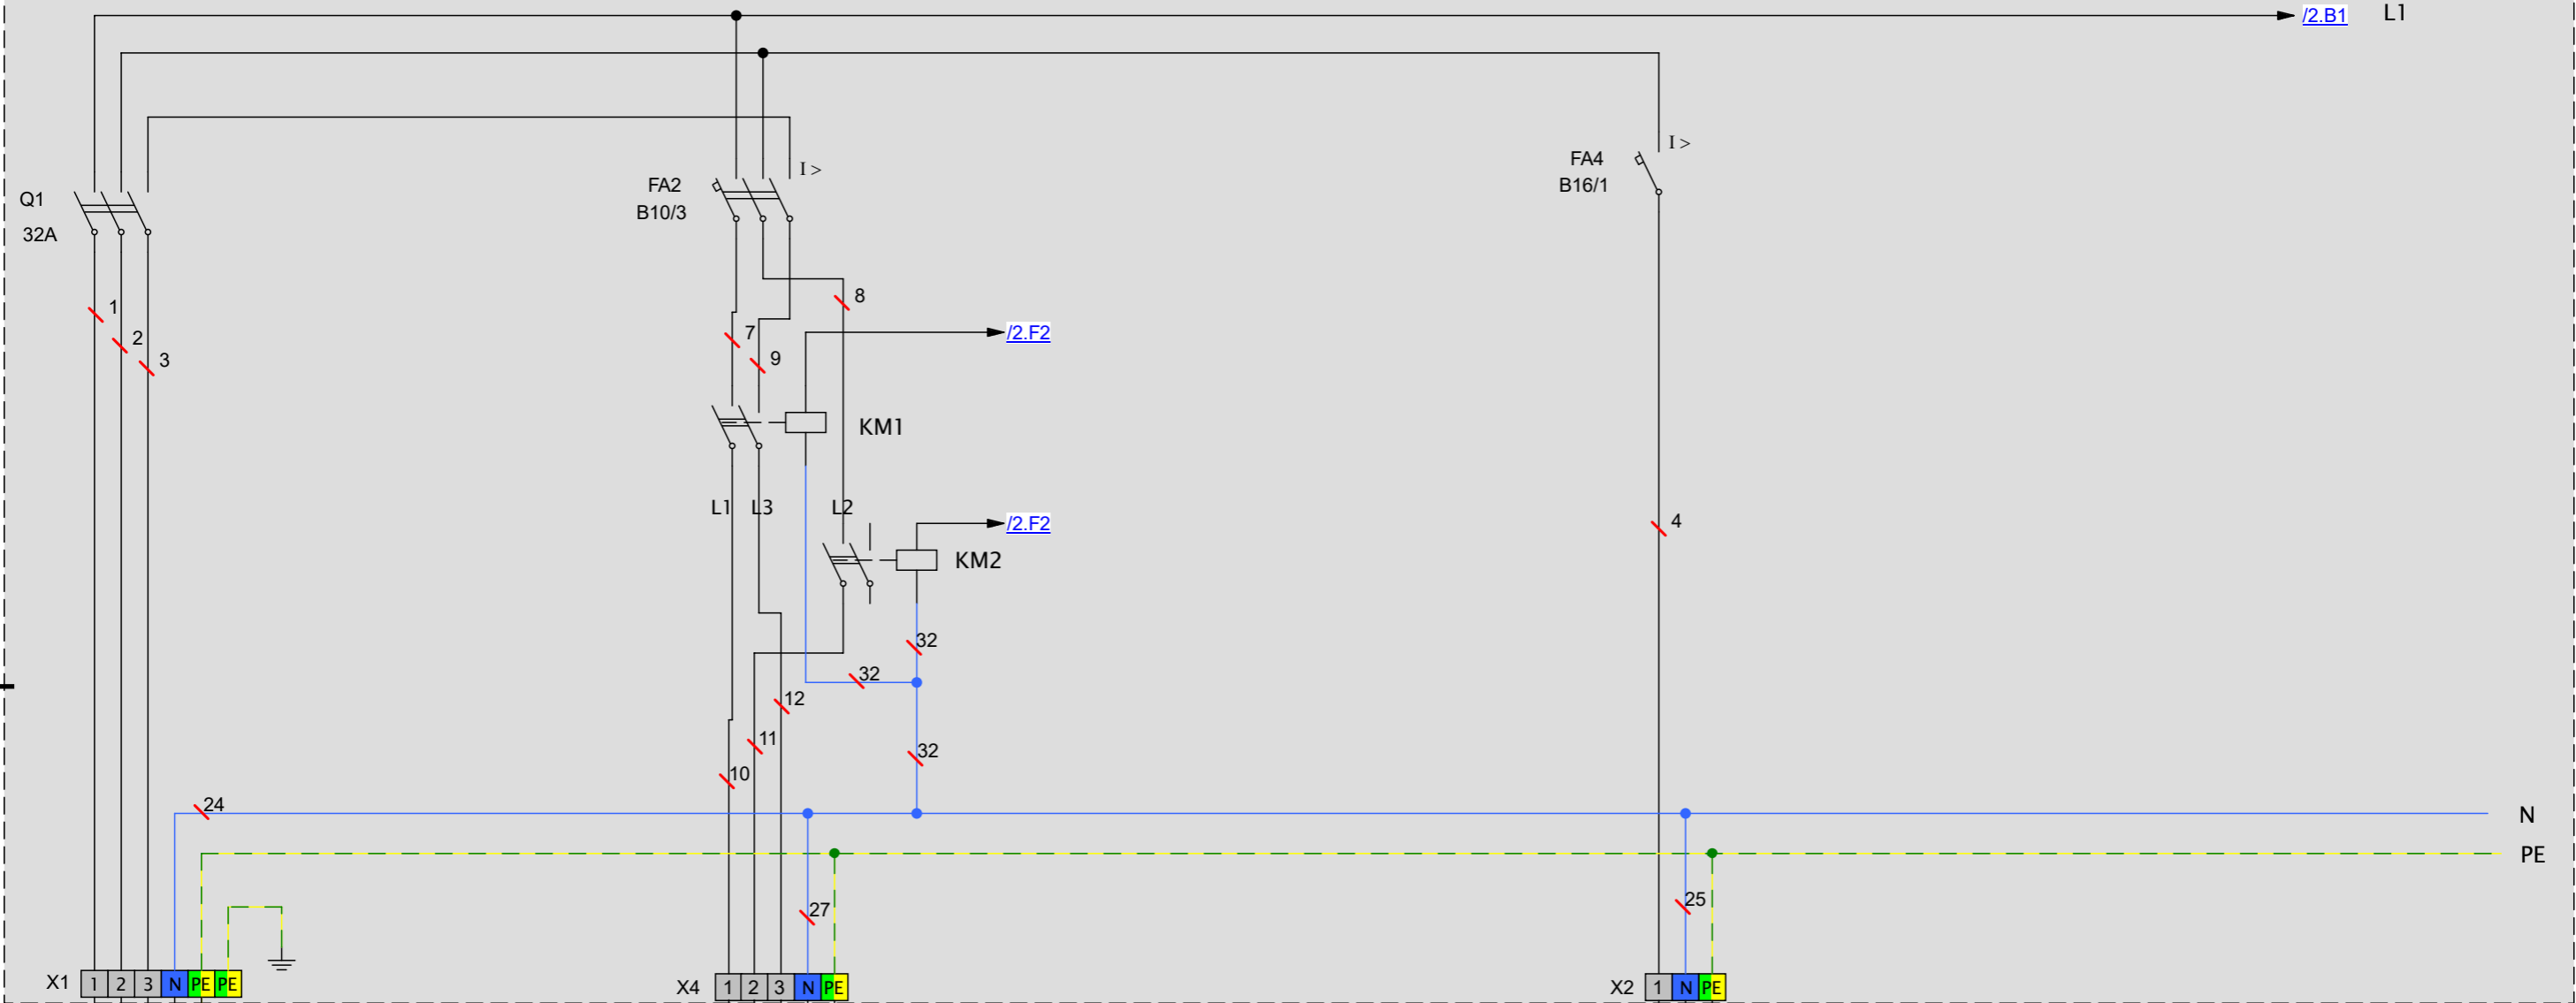 /2.B1 L1
I >
FA4
B16/1
I >
FA2
B10/3
Q1
32A
8
1
7
/2.F2
2
9
3
KM1
L1 L3 L2
/2.F2
4
KM2
32
32
12
11
32
10
24
N
PE
27
25
X1 1 2 3 N PE PE
X4 1 2 3 N PE
X2 1 N PE